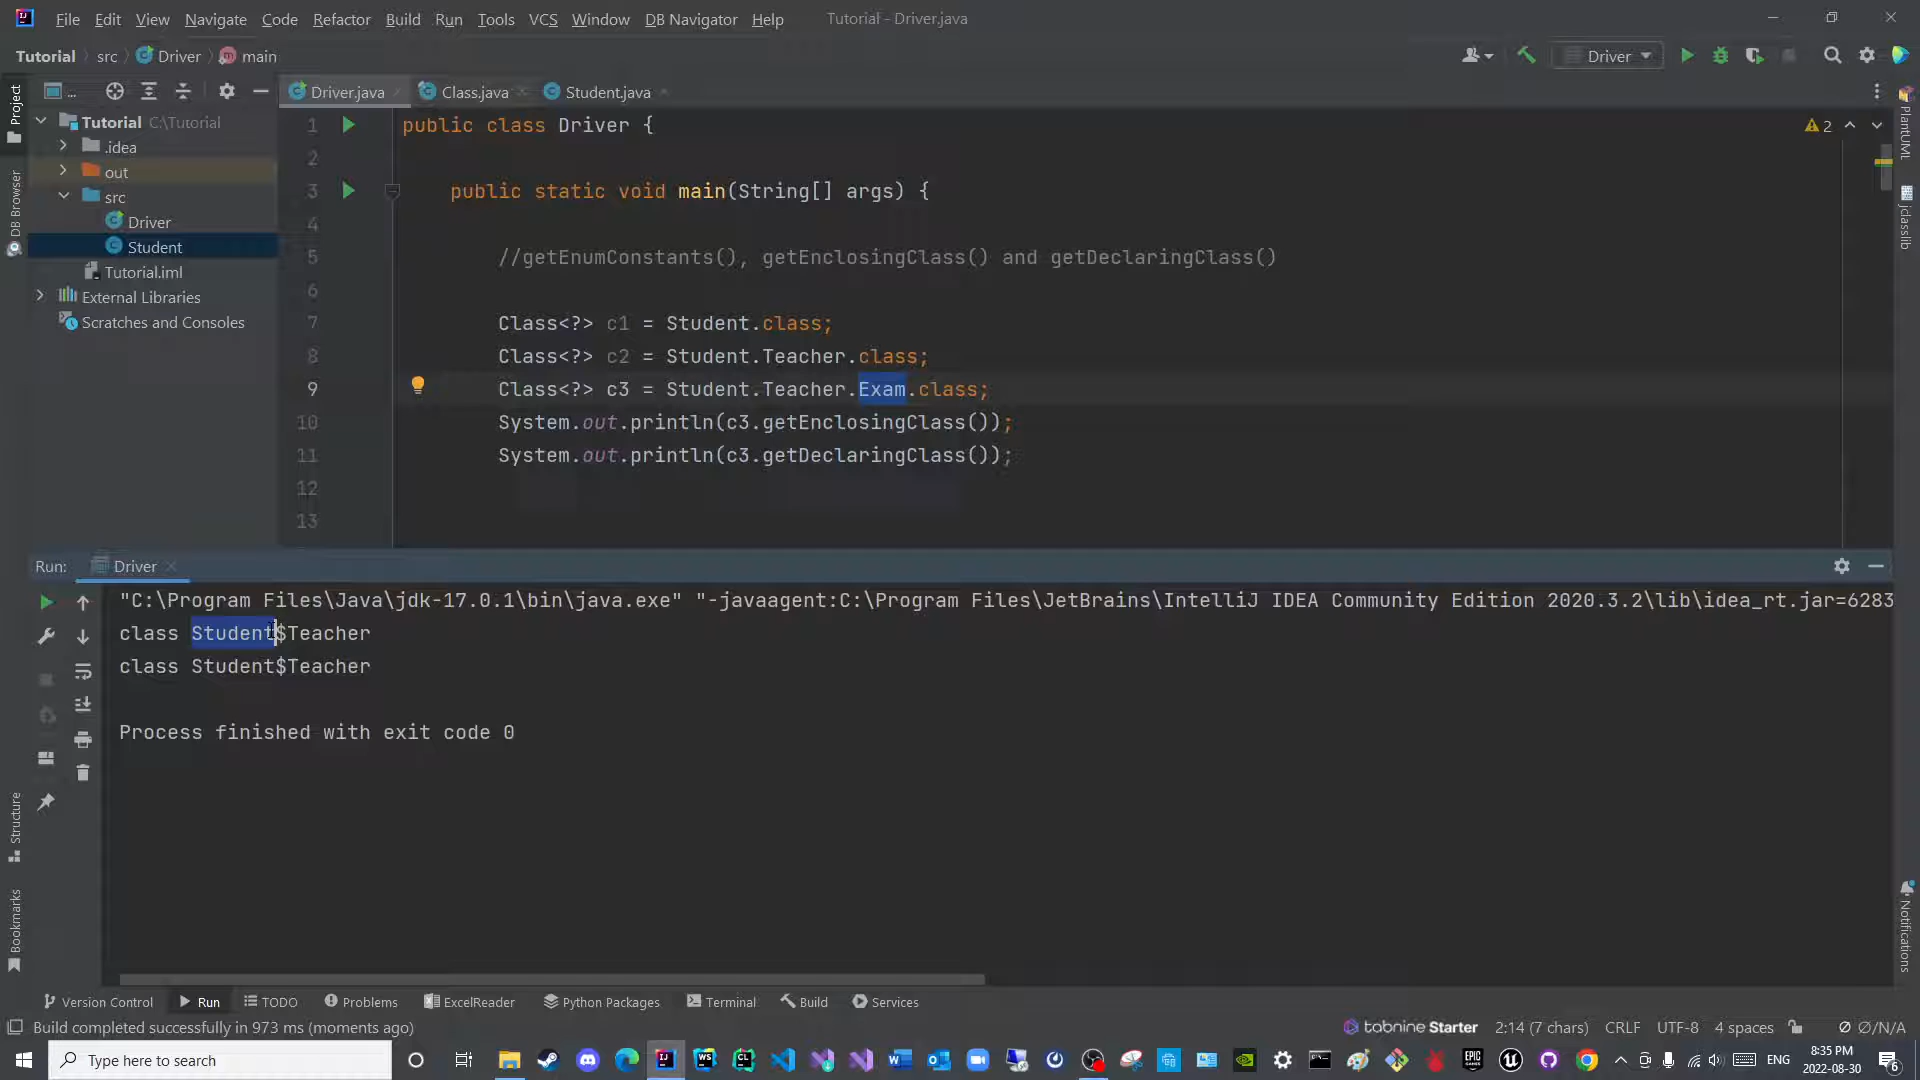 File Edit View Navigate Code Refactor Build Run Tools VCS Window DB Navigator Help Tutorial - Driver.java
Tutorial src Driver main Driver
Project
...
Driver.java Class.java Student.java
Tutorial C:\Tutorial
.idea
out
src
Driver
Student
Tutorial.iml
External Libraries
Scratches and Consoles
DB Browser
PlantUML
jclasslib
2
1 public class Driver {
2
3 public static void main(String[] args) {
4
5 //getEnumConstants(), getEnclosingClass() and getDeclaringClass()
6
7 Class<?> c1 = Student.class;
8 Class<?> c2 = Student.Teacher.class;
9 Class<?> c3 = Student.Teacher.Exam.class;
10 System.out.println(c3.getEnclosingClass());
11 System.out.println(c3.getDeclaringClass());
12
13
Run: Driver
"C:\Program Files\Java\jdk-17.0.1\bin\java.exe" "-javaagent:C:\Program Files\JetBrains\IntelliJ IDEA Community Edition 2020.3.2\lib\idea_rt.jar=6283
class Student$Teacher
class Student$Teacher
Process finished with exit code 0
Structure
Bookmarks
Notifications
Version Control Run TODO Problems ExcelReader Python Packages Terminal Build Services
Build completed successfully in 973 ms (moments ago) tabnine Starter 2:14 (7 chars) CRLF UTF-8 4 spaces Ø/N/A
Type here to search
ENG
8:35 PM
2022-08-30
6